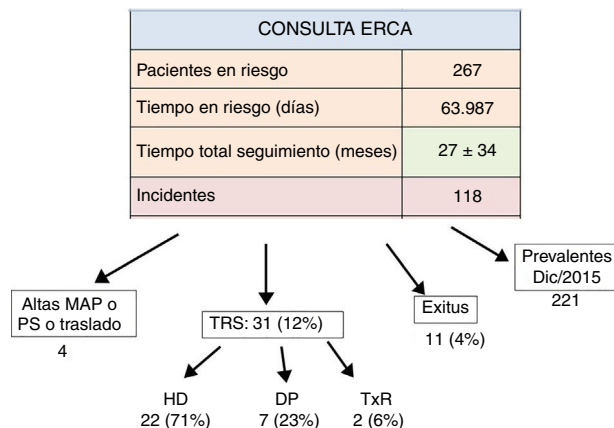 CONSULTA ERCA
Pacientes en riesgo 267
Tiempo en riesgo (días) 63.987
Tiempo total seguimiento (meses) 27 ± 34
Incidentes 118
Altas MAP o
PS o traslado
4
TRS: 31 (12%)
Exitus
11 (4%)
Prevalentes
Dic/2015
221
HD
22 (71%)
DP
7 (23%)
TxR
2 (6%)